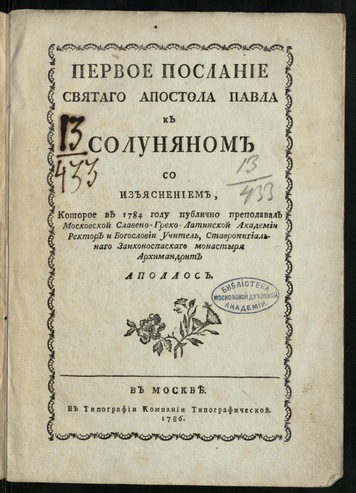 ПЕРВОЕ ПОСЛАНІЕ
СВЯТАГО АПОСТОЛА ПАВЛА
КЪ
СОЛУНЯНОМЪ
СО
ИЗЪЯСНЕНІЕМЪ,
Которое въ 1784 году публично преподавалъ
Московской Славено-Греко-Латинской Академіи
Ректоръ и Богословіи Учитель, Ставропигіаль-
наго Заиконоспаскаго монастыря
Архимандритъ
АПОЛЛОСЪ.
13
433
13
433
БИБЛІОТЕКА
МОСКОВСКОЙ ДУХОВНОЙ
АКАДЕМІИ
ВЪ МОСКВѢ.
Въ Типографіи Компаніи Типографической.
1786.